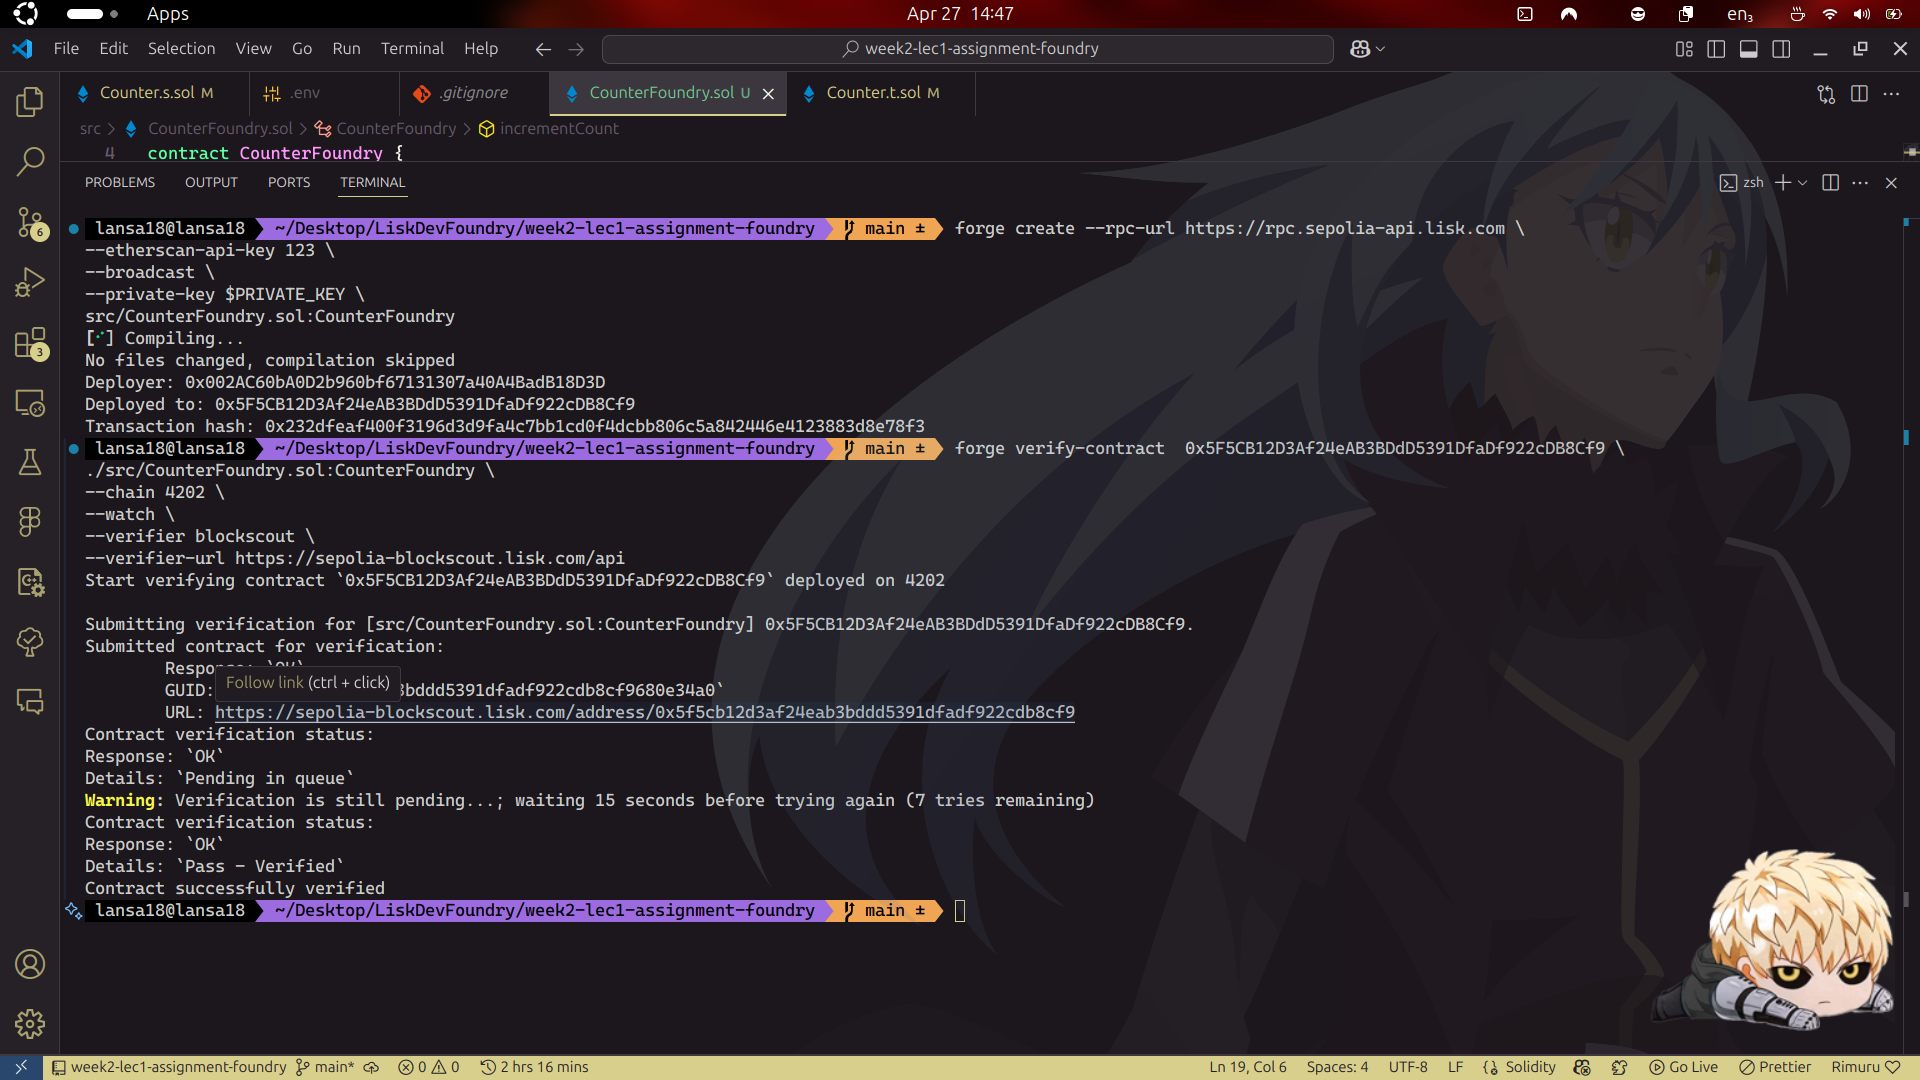 Apps
Apr 27 14:47
en₃
File Edit Selection View Go Run Terminal Help
week2-lec1-assignment-foundry
Counter.s.sol M
.env
.gitignore
CounterFoundry.sol U
Counter.t.sol M
src > CounterFoundry.sol > CounterFoundry > incrementCount
4 contract CounterFoundry {
PROBLEMS OUTPUT PORTS TERMINAL
zsh
lansa18@lansa18 ~/Desktop/LiskDevFoundry/week2-lec1-assignment-foundry main ± forge create --rpc-url https://rpc.sepolia-api.lisk.com \
--etherscan-api-key 123 \
--broadcast \
--private-key $PRIVATE_KEY \
src/CounterFoundry.sol:CounterFoundry
[⠊] Compiling...
No files changed, compilation skipped
Deployer: 0x002AC60bA0D2b960bf67131307a40A4BadB18D3D
Deployed to: 0x5F5CB12D3Af24eAB3BDdD5391DfaDf922cDB8Cf9
Transaction hash: 0x232dfeaf400f3196d3d9fa4c7bb1cd0f4dcbb806c5a842446e4123883d8e78f3
lansa18@lansa18 ~/Desktop/LiskDevFoundry/week2-lec1-assignment-foundry main ± forge verify-contract 0x5F5CB12D3Af24eAB3BDdD5391DfaDf922cDB8Cf9 \
./src/CounterFoundry.sol:CounterFoundry \
--chain 4202 \
--watch \
--verifier blockscout \
--verifier-url https://sepolia-blockscout.lisk.com/api
Start verifying contract `0x5F5CB12D3Af24eAB3BDdD5391DfaDf922cDB8Cf9` deployed on 4202
Submitting verification for [src/CounterFoundry.sol:CounterFoundry] 0x5F5CB12D3Af24eAB3BDdD5391DfaDf922cDB8Cf9.
Submitted contract for verification:
Response: `OK`
Follow link (ctrl + click)
GUID: bddd5391dfadf922cdb8cf9680e34a0`
URL: https://sepolia-blockscout.lisk.com/address/0x5f5cb12d3af24eab3bddd5391dfadf922cdb8cf9
Contract verification status:
Response: `OK`
Details: `Pending in queue`
Warning: Verification is still pending...; waiting 15 seconds before trying again (7 tries remaining)
Contract verification status:
Response: `OK`
Details: `Pass - Verified`
Contract successfully verified
lansa18@lansa18 ~/Desktop/LiskDevFoundry/week2-lec1-assignment-foundry main ±
6
3
week2-lec1-assignment-foundry main* 0 0 2 hrs 16 mins
Ln 19, Col 6 Spaces: 4 UTF-8 LF Solidity Go Live Prettier Rimuru